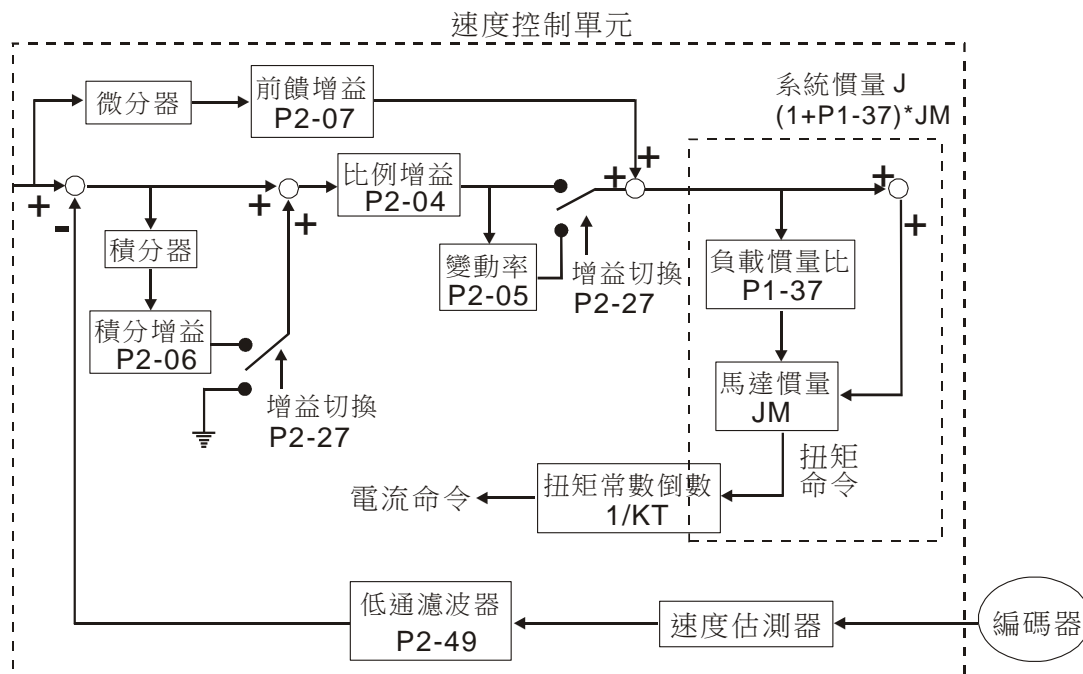 速度控制單元
系統慣量 J
(1+P1-37)*JM
微分器
前饋增益
P2-07
+
+
-
+
+
比例增益
P2-04
+
+
+
+
積分器
變動率
P2-05
增益切換
P2-27
負載慣量比
P1-37
積分增益
P2-06
增益切換
P2-27
馬達慣量
JM
扭矩
命令
電流命令
扭矩常數倒數
1/KT
低通濾波器
P2-49
速度估測器
編碼器